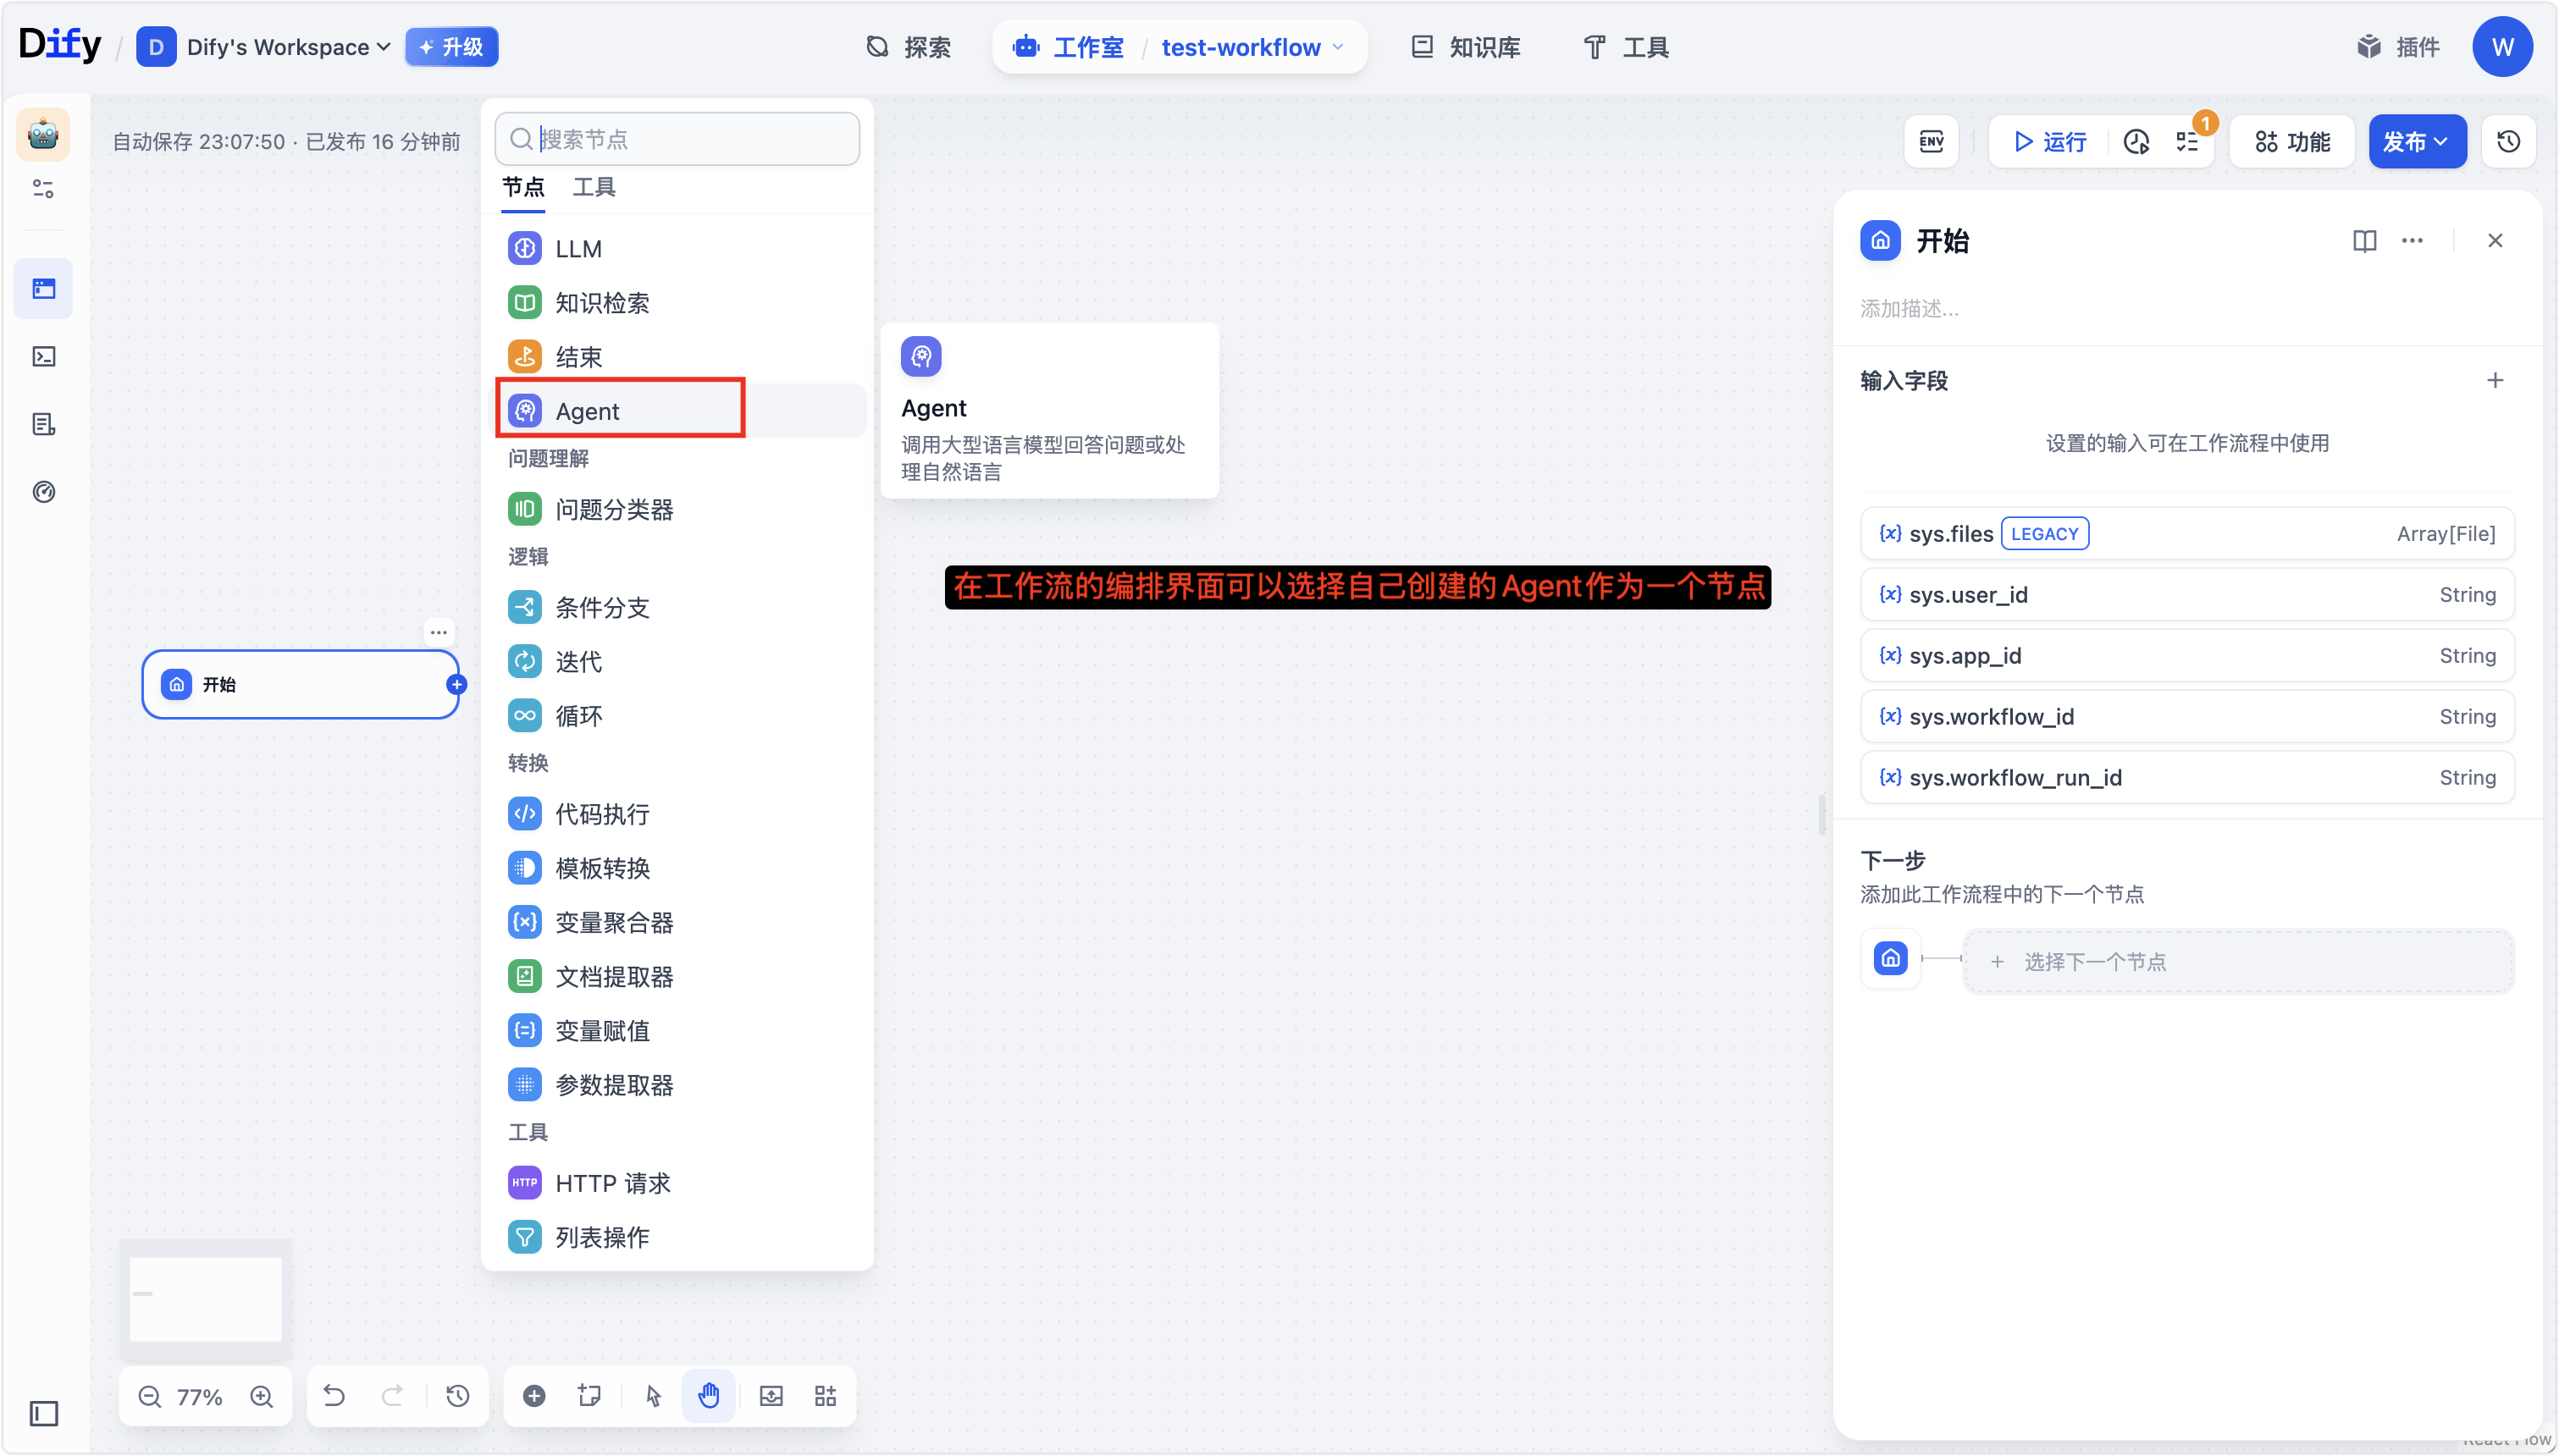 Dify / D Dify's Workspace 升级
探索 工作室 / test-workflow 知识库 工具
插件 W
自动保存 23:07:50 · 已发布 16 分钟前
搜索节点
节点 工具
LLM
知识检索
结束
Agent
问题理解
问题分类器
逻辑
条件分支
迭代
循环
转换
代码执行
模板转换
变量聚合器
文档提取器
变量赋值
参数提取器
工具
HTTP HTTP 请求
列表操作
Agent
调用大型语言模型回答问题或处
理自然语言
在工作流的编排界面可以选择自己创建的Agent作为一个节点
开始
77%
ENV 运行 1 功能 发布
开始
添加描述...
输入字段
设置的输入可在工作流程中使用
{x} sys.files LEGACY Array[File]
{x} sys.user_id String
{x} sys.app_id String
{x} sys.workflow_id String
{x} sys.workflow_run_id String
下一步
添加此工作流程中的下一个节点
+ 选择下一个节点
React Flow